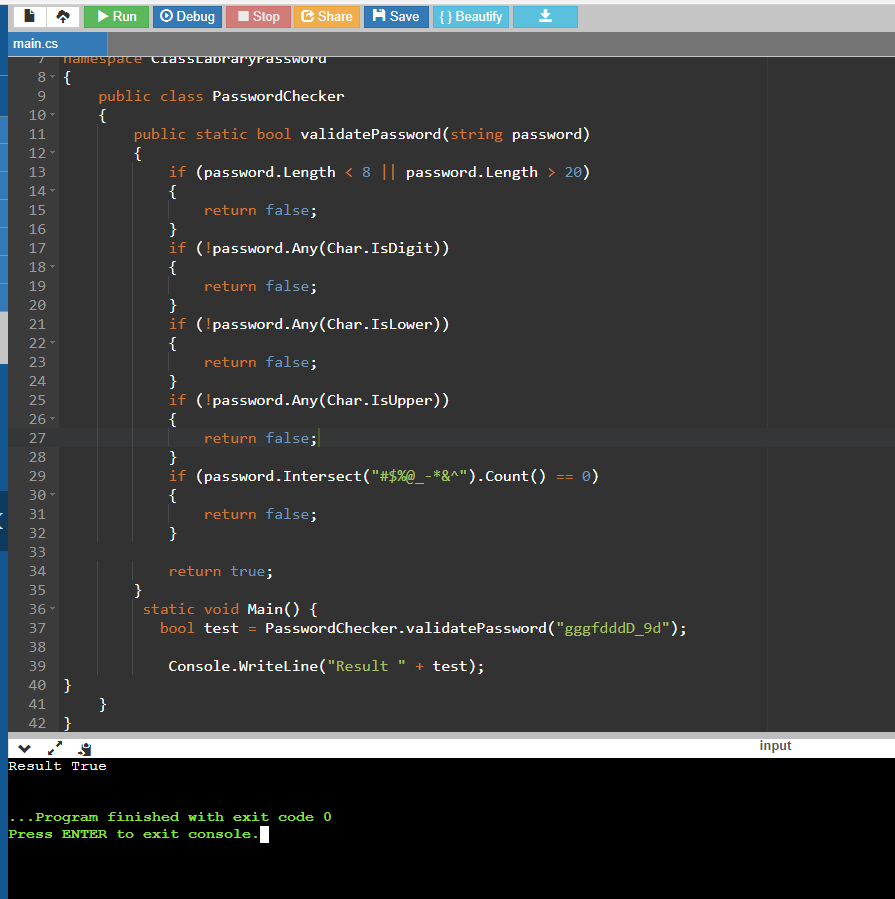 Run Debug Stop Share Save { } Beautify
main.cs
7 namespace ClassLabraryPassword
8 {
9 public class PasswordChecker
10 {
11 public static bool validatePassword(string password)
12 {
13 if (password.Length < 8 || password.Length > 20)
14 {
15 return false;
16 }
17 if (!password.Any(Char.IsDigit))
18 {
19 return false;
20 }
21 if (!password.Any(Char.IsLower))
22 {
23 return false;
24 }
25 if (!password.Any(Char.IsUpper))
26 {
27 return false;
28 }
29 if (password.Intersect("#$%@_-*&^").Count() == 0)
30 {
31 return false;
32 }
33
34 return true;
35 }
36 static void Main() {
37 bool test = PasswordChecker.validatePassword("gggfdddD_9d");
38
39 Console.WriteLine("Result " + test);
40 }
41 }
42 }
input
Result True
...Program finished with exit code 0
Press ENTER to exit console.